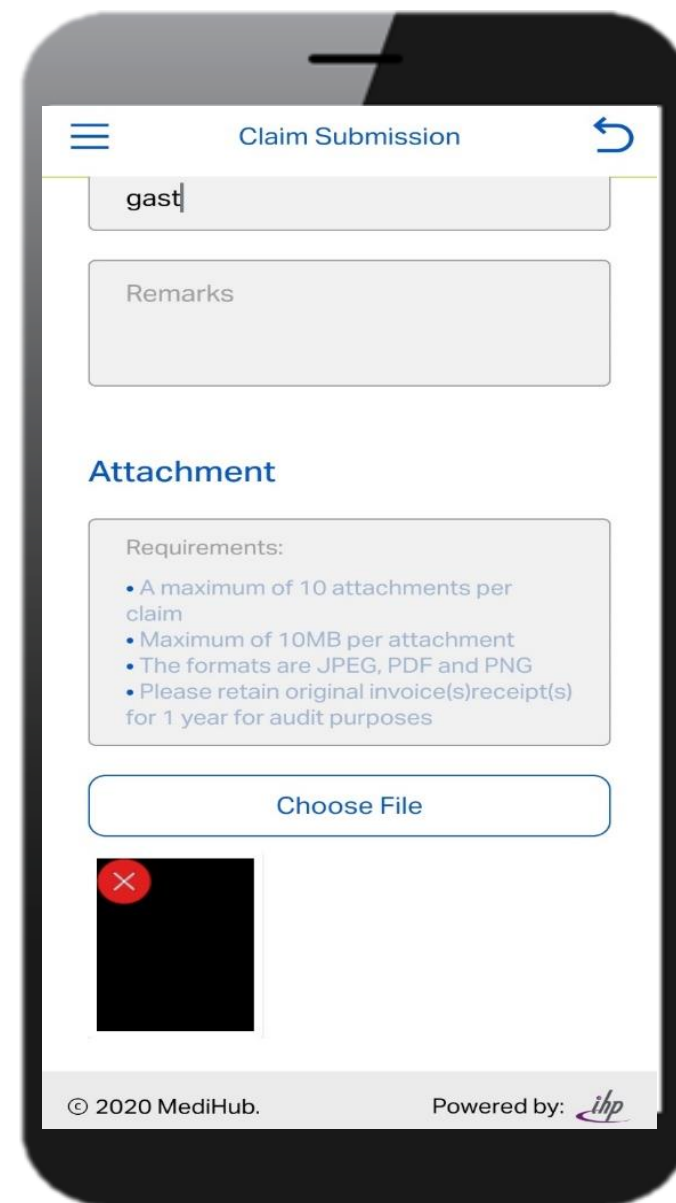 Claim Submission
gast
Remarks
Attachment
Requirements:
• A maximum of 10 attachments per
claim
• Maximum of 10MB per attachment
• The formats are JPEG, PDF and PNG
• Please retain original invoice(s)receipt(s)
for 1 year for audit purposes
Choose File
© 2020 MediHub.
Powered by: ihp